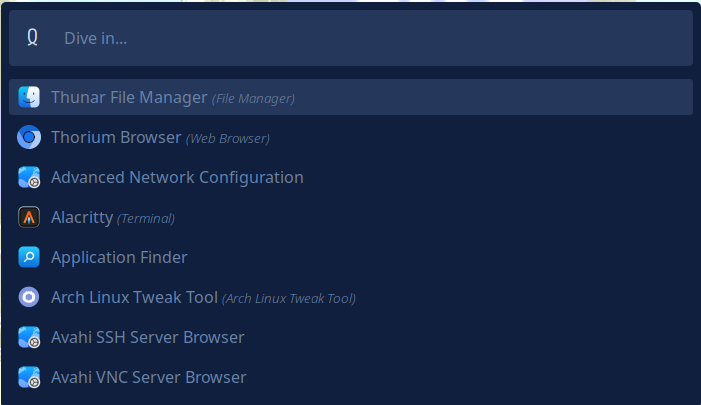 Dive in...
Thunar File Manager (File Manager)
Thorium Browser (Web Browser)
Advanced Network Configuration
Alacritty (Terminal)
Application Finder
Arch Linux Tweak Tool (Arch Linux Tweak Tool)
Avahi SSH Server Browser
Avahi VNC Server Browser